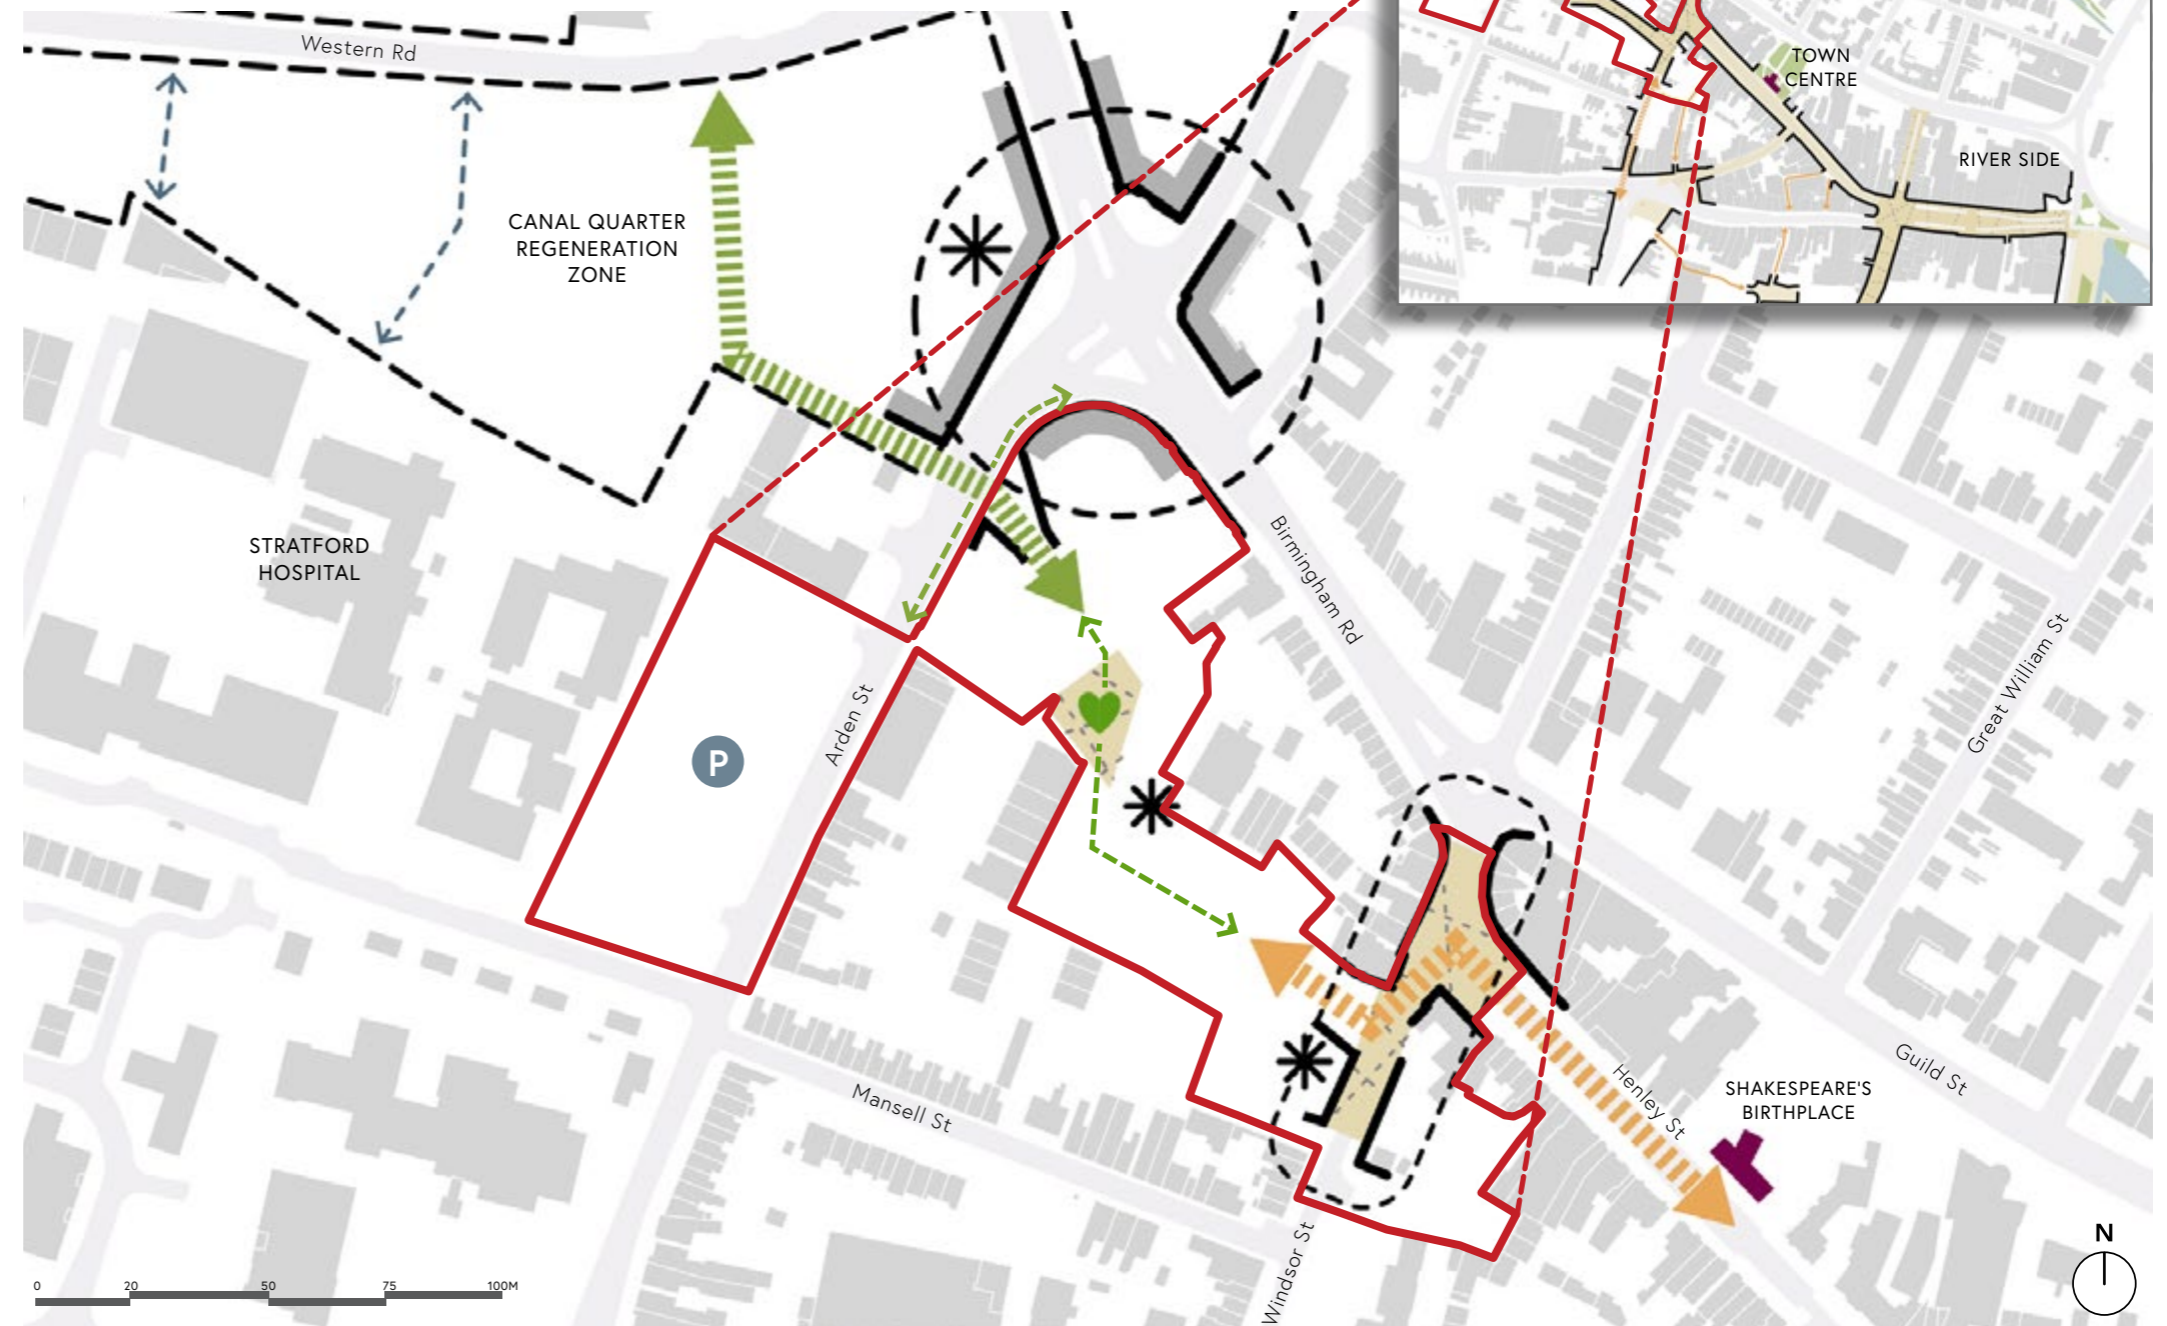 Western Rd
TOWN
CENTRE
RIVER SIDE
CANAL QUARTER
REGENERATION
ZONE
STRATFORD
HOSPITAL
Birmingham Rd
Great William St
Arden St
P
Mansell St
Henley St
Guild St
SHAKESPEARE'S
BIRTHPLACE
Windsor St
N
0 20 50 75 100M